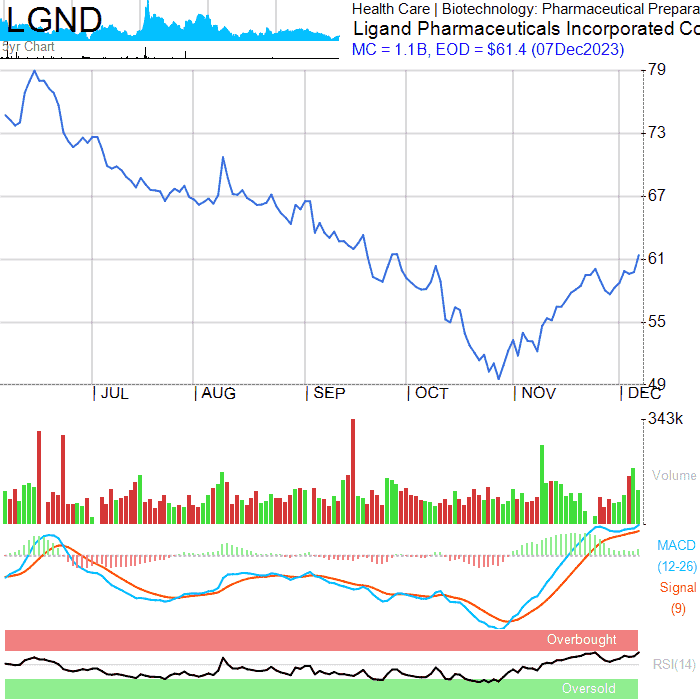 LGND
5yr Chart
Health Care | Biotechnology: Pharmaceutical Prepara
Ligand Pharmaceuticals Incorporated Co
MC = 1.1B, EOD = $61.4 (07Dec2023)
79
73
67
61
55
49
JUL AUG SEP OCT NOV DEC
343k
Volume
MACD
(12-26)
Signal
(9)
Overbought
RSI(14)
Oversold